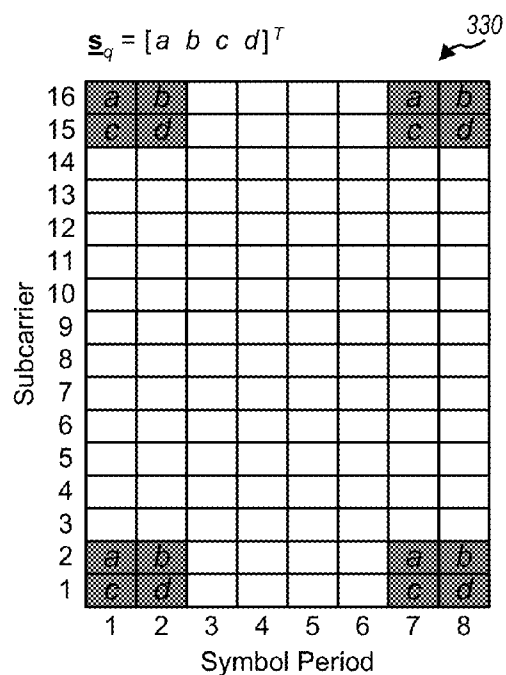 330
s_q = [a b c d]^T
16 a b a b
15 c d c d
14
13
12
11
10
9
8
7
6
5
4
3
2 a b a b
1 c d c d
Subcarrier
1 2 3 4 5 6 7 8
Symbol Period